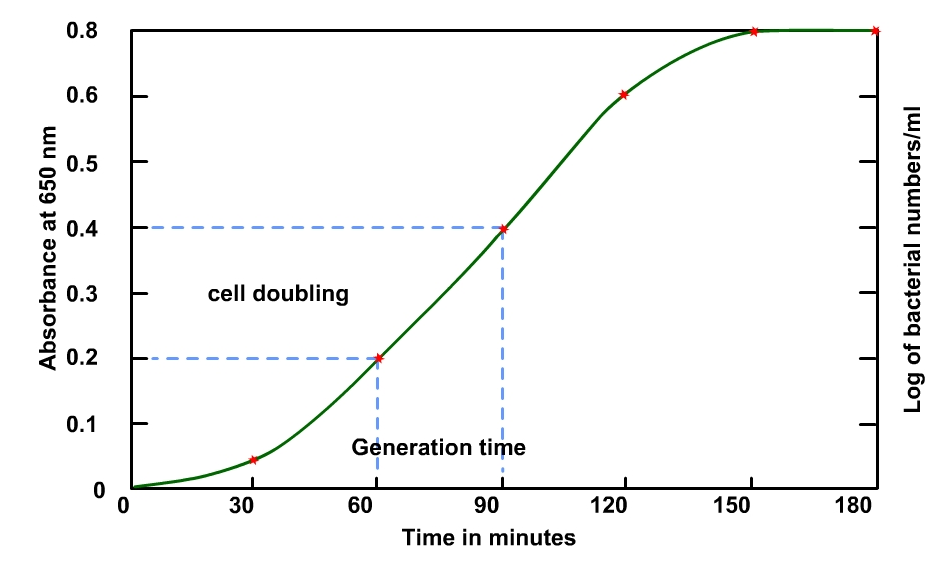 0.8
0.6
0.5
0.4
0.3
0.2
0.1
0
Absorbance at 650 nm
cell doubling
Generation time
Log of bacterial numbers/ml
0 30 60 90 120 150 180
Time in minutes